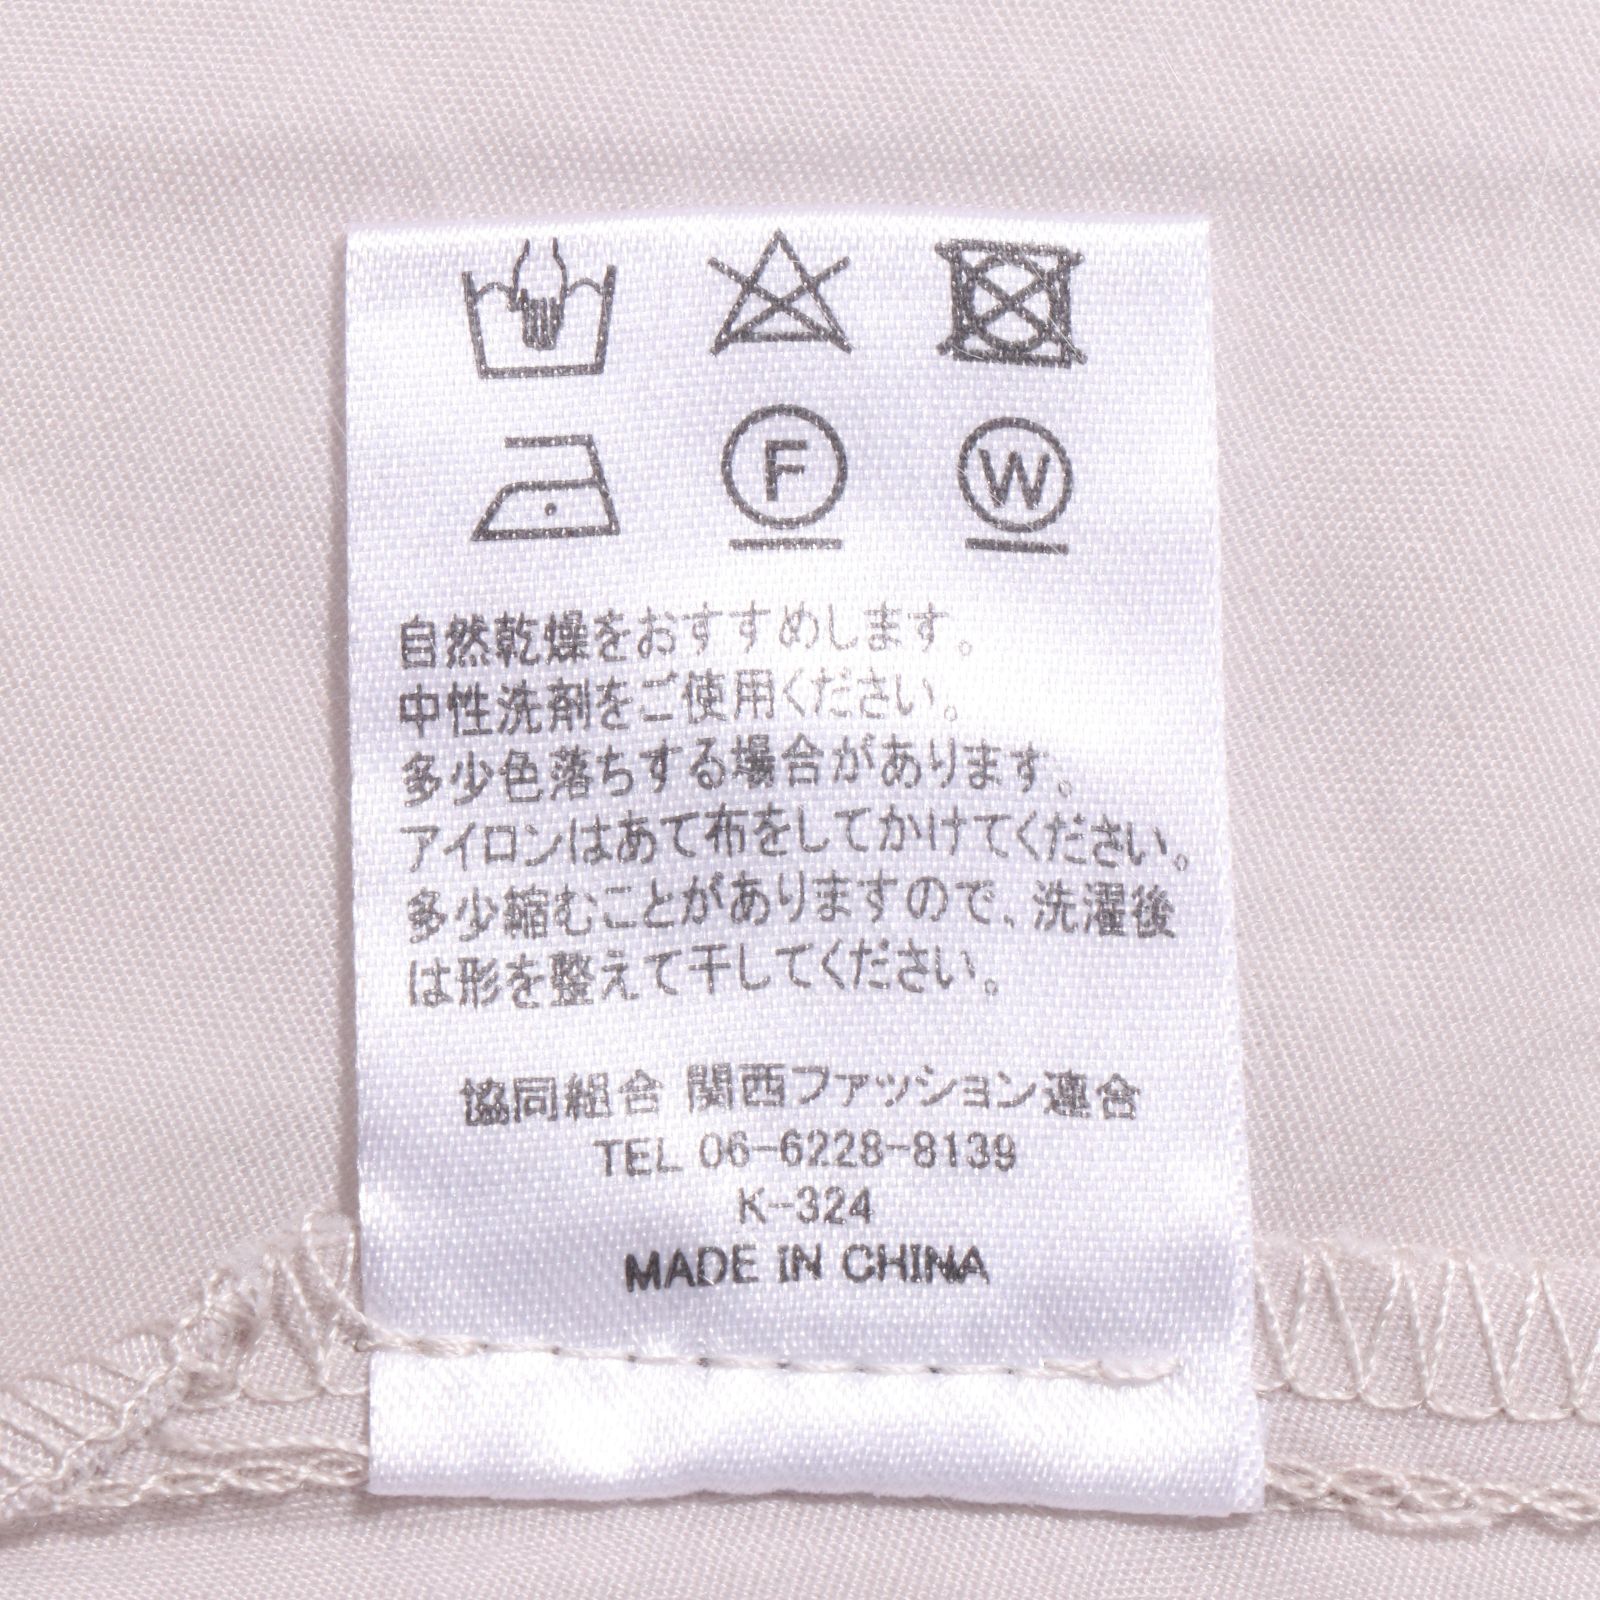 F W
自然乾燥をおすすめします。
中性洗剤をご使用ください。
多少色落ちする場合があります。
アイロンはあて布をしてかけてください。
多少縮むことがありますので、洗濯後
は形を整えて干してください。
協同組合 関西ファッション連合
TEL 06-6228-8139
K-324
MADE IN CHINA